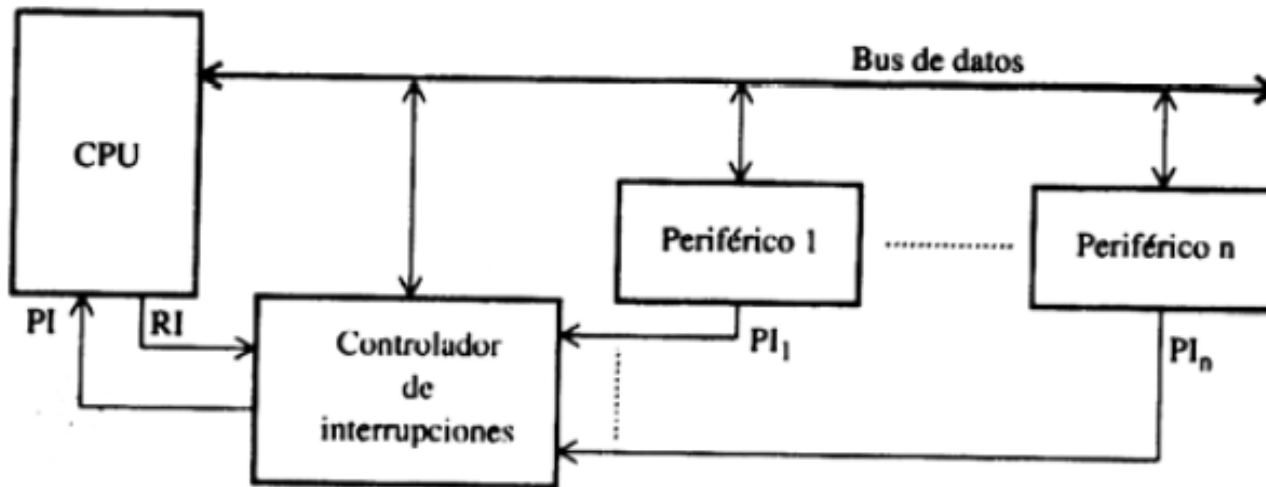 Bus de datos
CPU
Periférico 1
Periférico n
PI
RI
Controlador
de
interrupciones
PI1
PIn